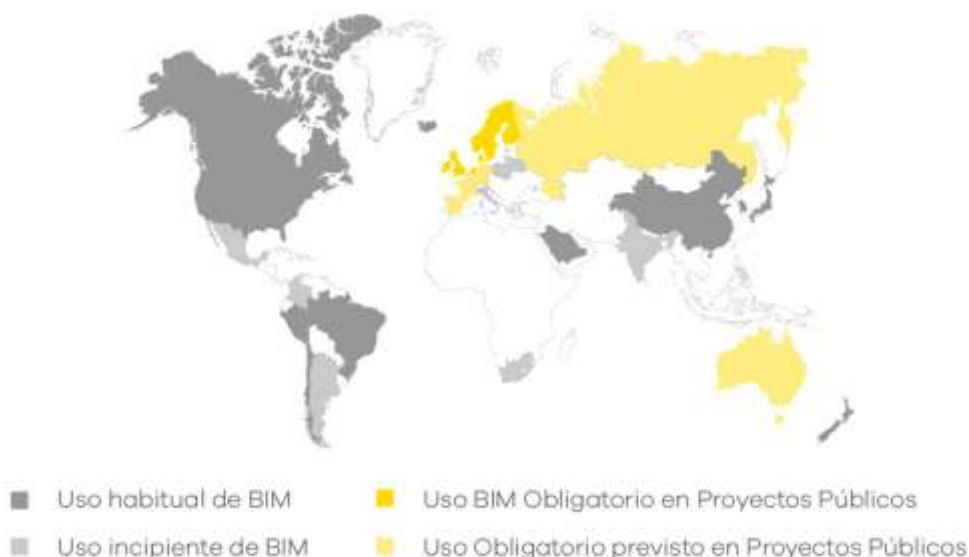 Uso habitual de BIM
Uso BIM Obligatorio en Proyectos Públicos
Uso incipiente de BIM
Uso Obligatorio previsto en Proyectos Públicos